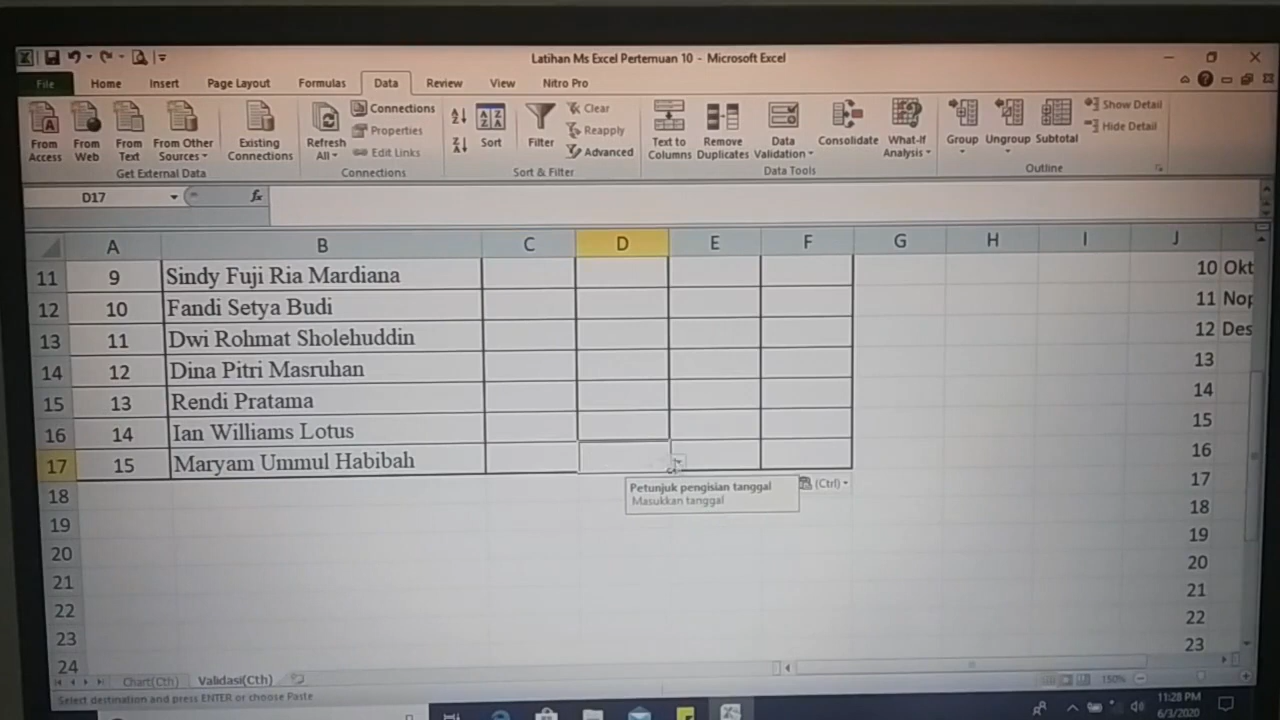 Latihan Ms Excel Pertemuan 10 - Microsoft Excel
File Home Insert Page Layout Formulas Data Review View Nitro Pro
From Access From Web From Text From Other Sources Existing Connections Refresh All Connections Properties Edit Links Sort Filter Clear Reapply Advanced Text to Columns Remove Duplicates Data Validation Consolidate What-If Analysis Group Ungroup Subtotal Show Detail Hide Detail
Get External Data Connections Sort & Filter Data Tools Outline
D17 fx
A B C D E F G H I J
11 9 Sindy Fuji Ria Mardiana 10 Okt
12 10 Fandi Setya Budi 11 Nop
13 11 Dwi Rohmat Sholehuddin 12 Des
14 12 Dina Pitri Masruhan 13
15 13 Rendi Pratama 14
16 14 Ian Williams Lotus 15
17 15 Maryam Ummul Habibah 16
18 Petunjuk pengisian tanggal (Ctrl) 17
Masukkan tanggal
19 18
20 19
21 20
22 21
23 22
24 23
Chart(Cth) Validasi(Cth)
Select destination and press ENTER or choose Paste 150%
11:28 PM
6/3/2020